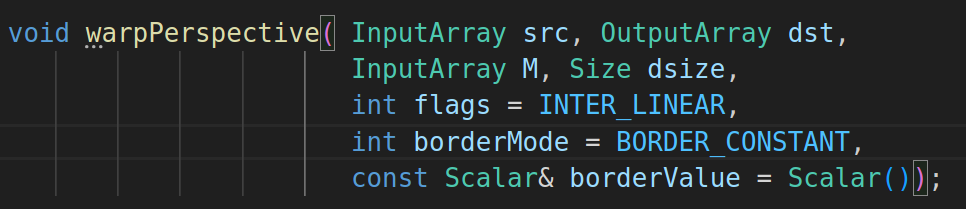 void warpPerspective( InputArray src, OutputArray dst,
InputArray M, Size dsize,
int flags = INTER_LINEAR,
int borderMode = BORDER_CONSTANT,
const Scalar& borderValue = Scalar());